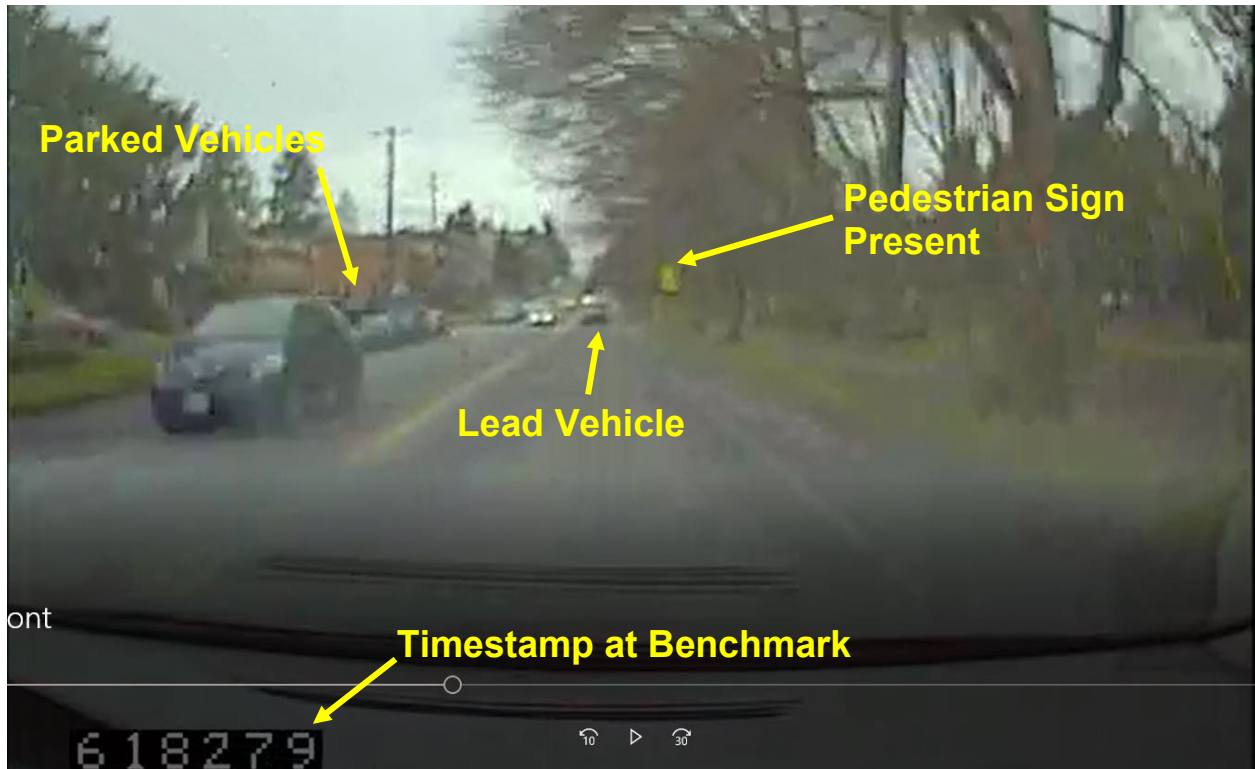 Parked Vehicles
Pedestrian Sign
Present
Lead Vehicle
ont
Timestamp at Benchmark
10
30
618279